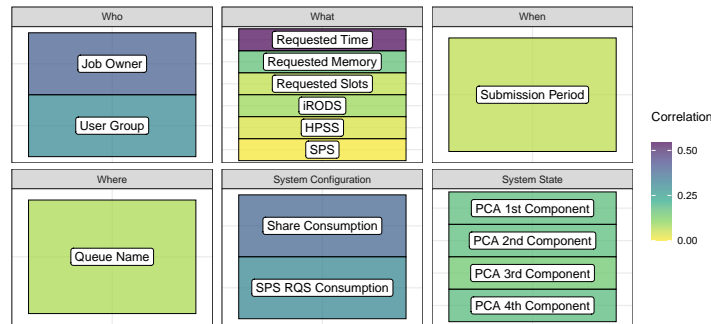 Who
What
When
Job Owner
User Group
Requested Time
Requested Memory
Requested Slots
iRODS
HPSS
SPS
Submission Period
Where
System Configuration
System State
Queue Name
Share Consumption
SPS RQS Consumption
PCA 1st Component
PCA 2nd Component
PCA 3rd Component
PCA 4th Component
Correlation
0.50
0.25
0.00